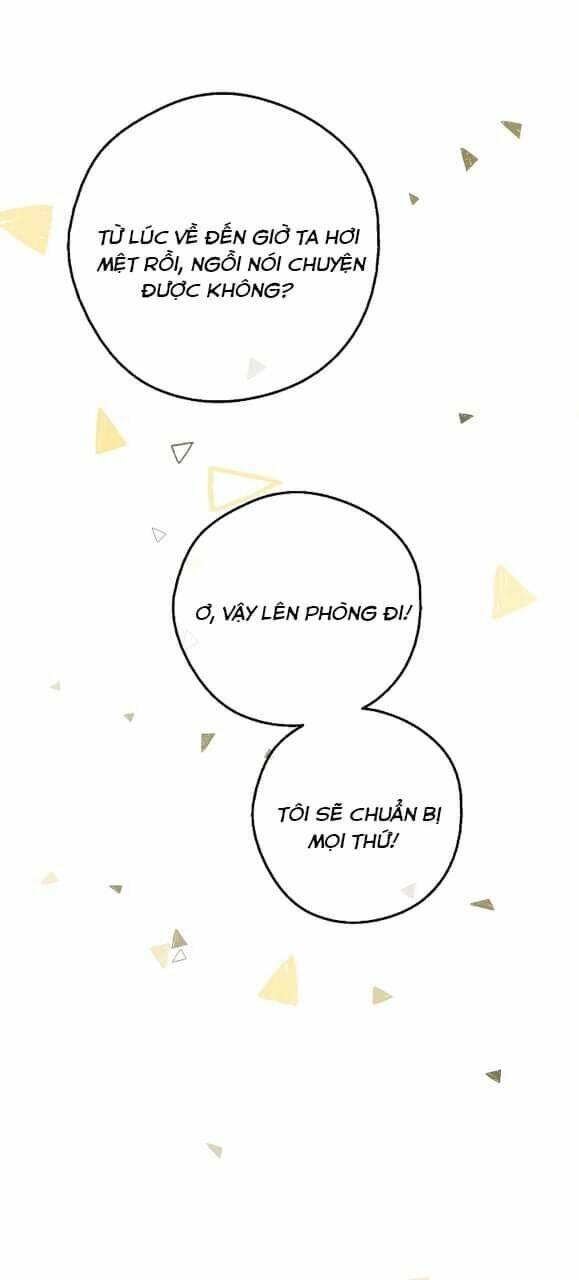 TỪ LÚC VỀ ĐẾN GIỜ TA HƠI
MỆT RỒI, NGỒI NÓI CHUYỆN
ĐƯỢC KHÔNG?
Ơ, VẬY LÊN PHÒNG ĐI!
TÔI SẼ CHUẨN BỊ
MỌI THỨ!